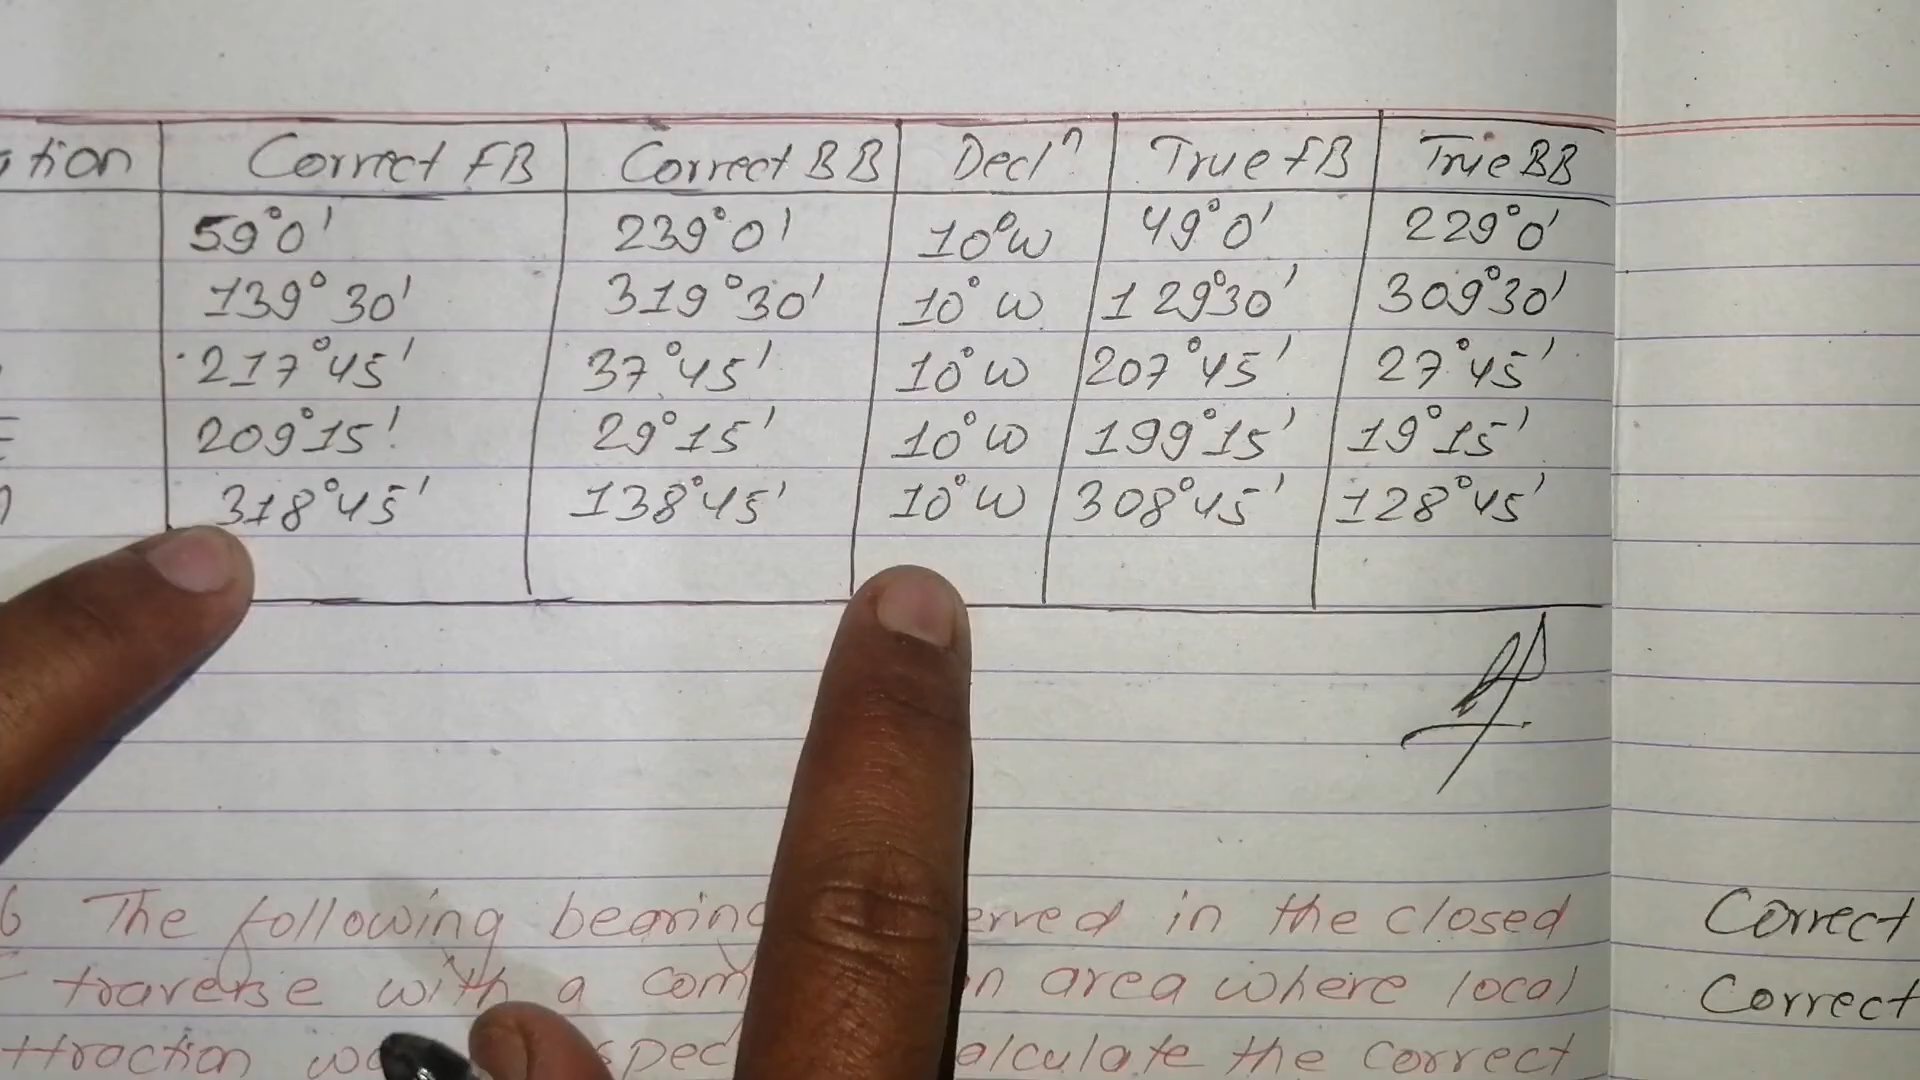 ation Correct FB Correct BB Decln True FB True BB
59°0' 239°0' 10°W 49°0' 229°0'
139°30' 319°30' 10°W 129°30' 309°30'
217°45' 37°45' 10°W 207°45' 27°45'
209°15' 29°15' 10°W 199°15' 19°15'
318°45' 138°45' 10°W 308°45' 128°45'
6 The following bearing erved in the closed
traverse with a com n area where local
ttraction wa spec alculate the correct
Correct
Correct